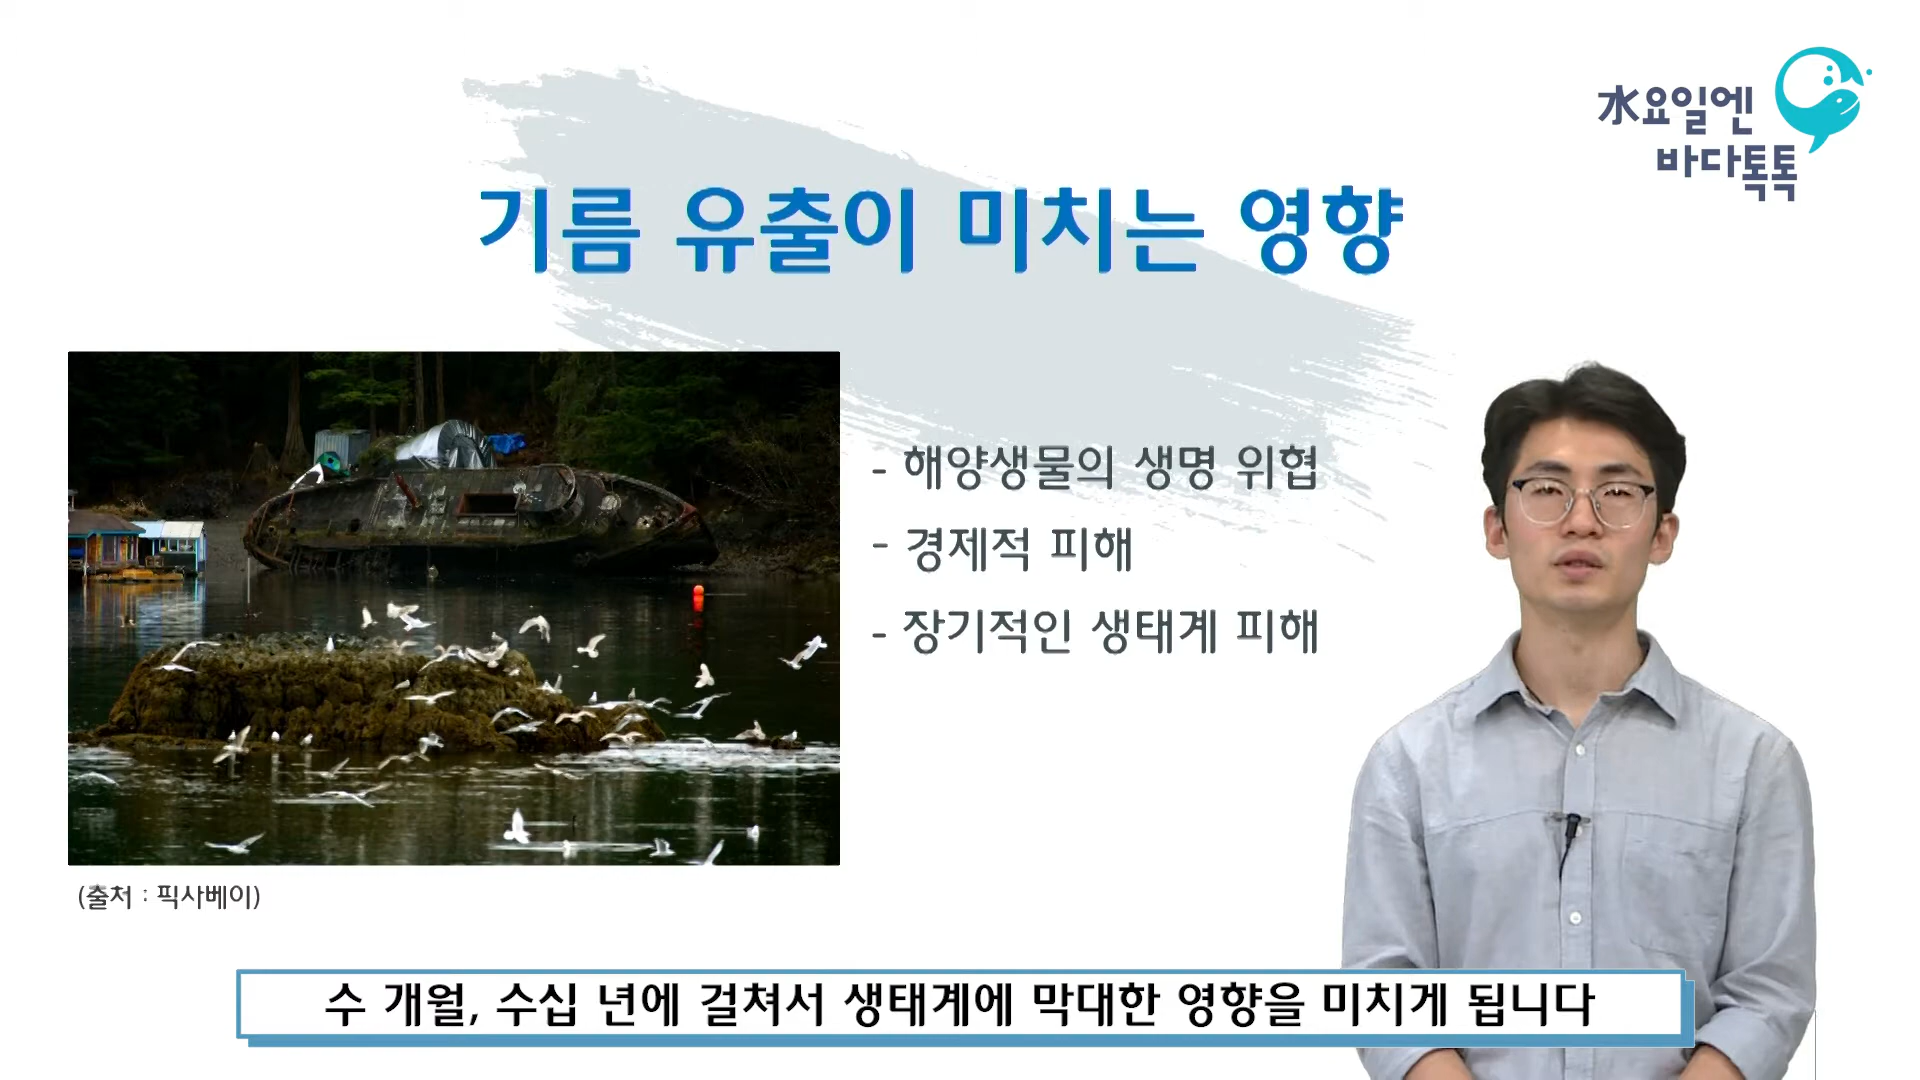 水요일엔
바다톡톡
기름 유출이 미치는 영향
- 해양생물의 생명 위협
- 경제적 피해
- 장기적인 생태계 피해
(출처 : 픽사베이)
수 개월, 수십 년에 걸쳐서 생태계에 막대한 영향을 미치게 됩니다